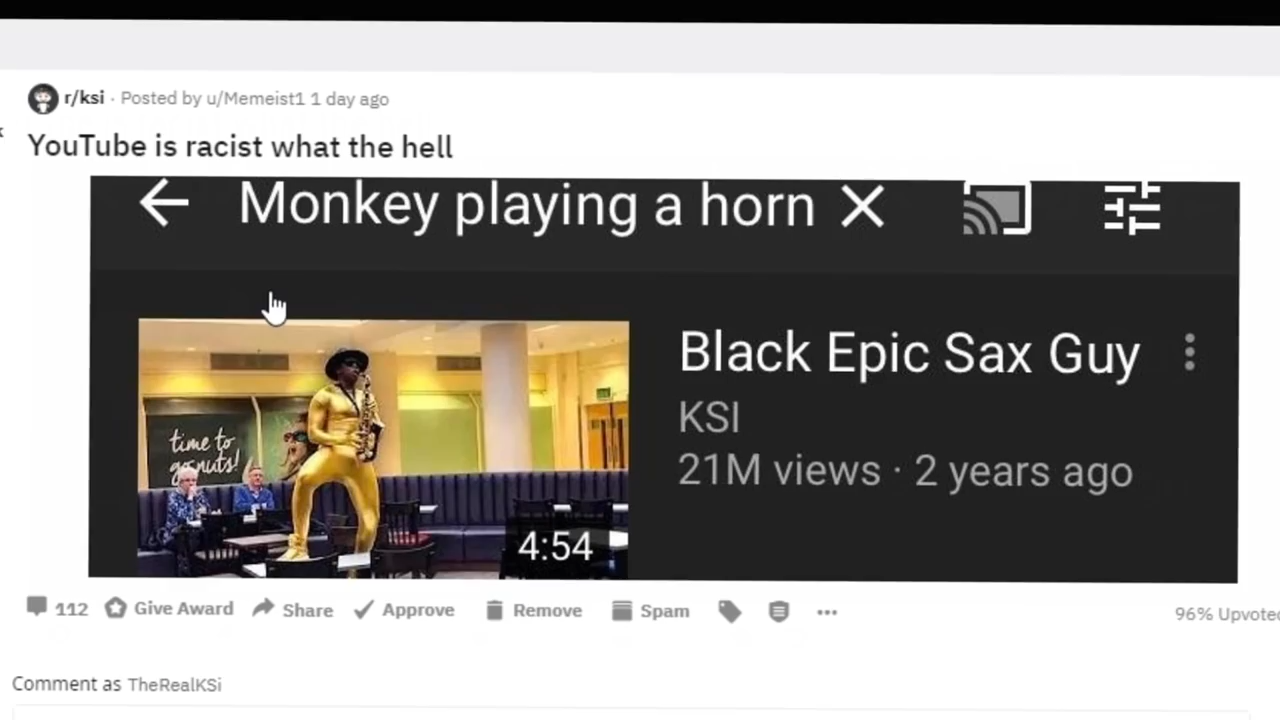 r/ksi · Posted by u/Memeist1 1 day ago
YouTube is racist what the hell
Monkey playing a horn
Black Epic Sax Guy
KSI
21M views · 2 years ago
time to
go nuts!
4:54
112 Give Award Share Approve Remove Spam
96% Upvoted
Comment as TheRealKSi